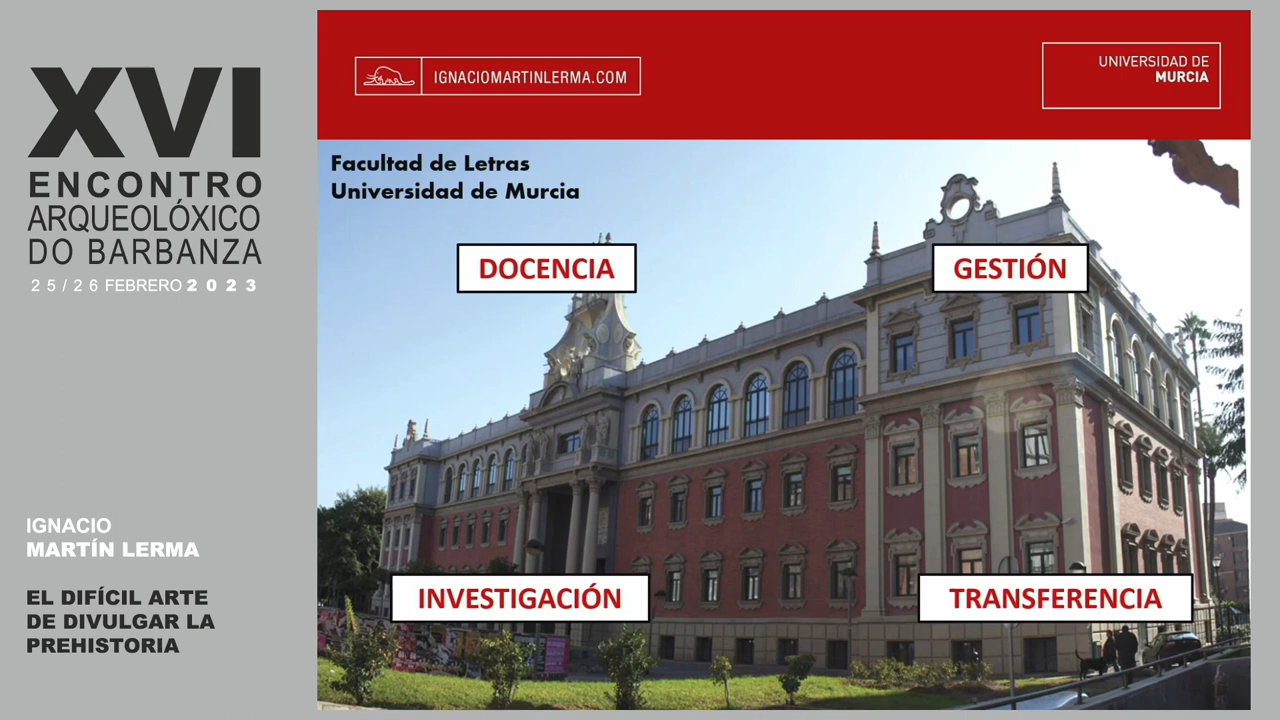 XVI
ENCONTRO
ARQUEOLÓXICO
DO BARBANZA
25/26 FEBRERO 2023
IGNACIO
MARTÍN LERMA
EL DIFÍCIL ARTE
DE DIVULGAR LA
PREHISTORIA
IGNACIOMARTINLERMA.COM
UNIVERSIDAD DE
MURCIA
Facultad de Letras
Universidad de Murcia
DOCENCIA
GESTIÓN
INVESTIGACIÓN
TRANSFERENCIA